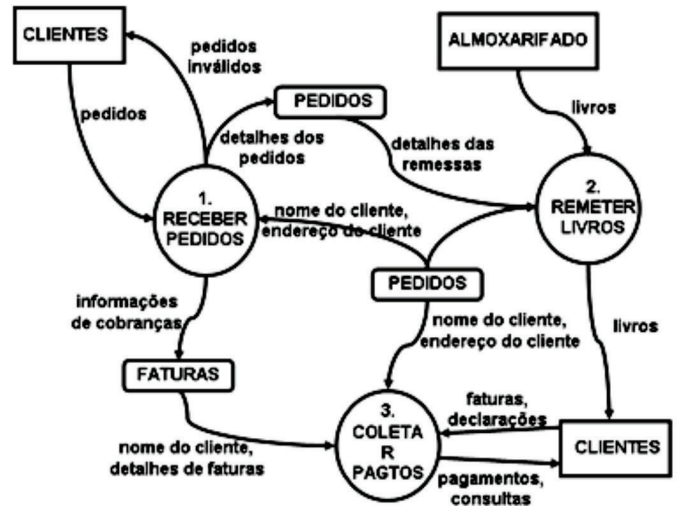 CLIENTES
pedidos
inválidos
ALMOXARIFADO
pedidos
PEDIDOS
livros
detalhes dos
pedidos
detalhes das
remessas
1.
RECEBER
PEDIDOS
nome do cliente,
endereço do cliente
2.
REMETER
LIVROS
PEDIDOS
informações
de cobranças
nome do cliente,
endereço do cliente
livros
FATURAS
faturas,
declarações
3.
COLETA
R
PAGTOS
CLIENTES
nome do cliente,
detalhes de faturas
pagamentos,
consultas